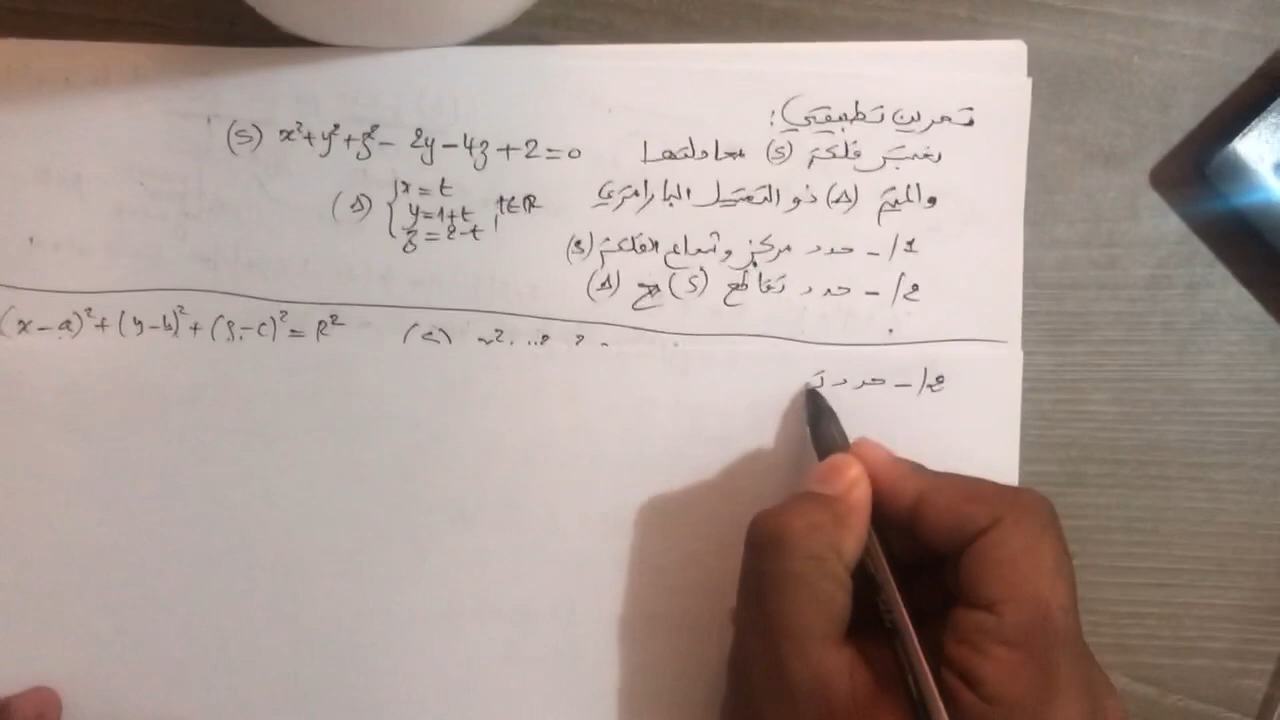 تمرين تطبيقي:
نعتبر فلكة (S) معادلتها (S) x²+y²+z²-2y-4z+2=0
والمستقيم (Δ) ذو التمثيل البارامتري (Δ) { x=t y=1+t z=2-t , t∈ℝ
1/- حدد مركز وشعاع الفلكة (S)
2/- حدد تقاطع (S) مع (Δ)
(x-a)²+(y-b)²+(z-c)²=R²
2/- حدد تـ